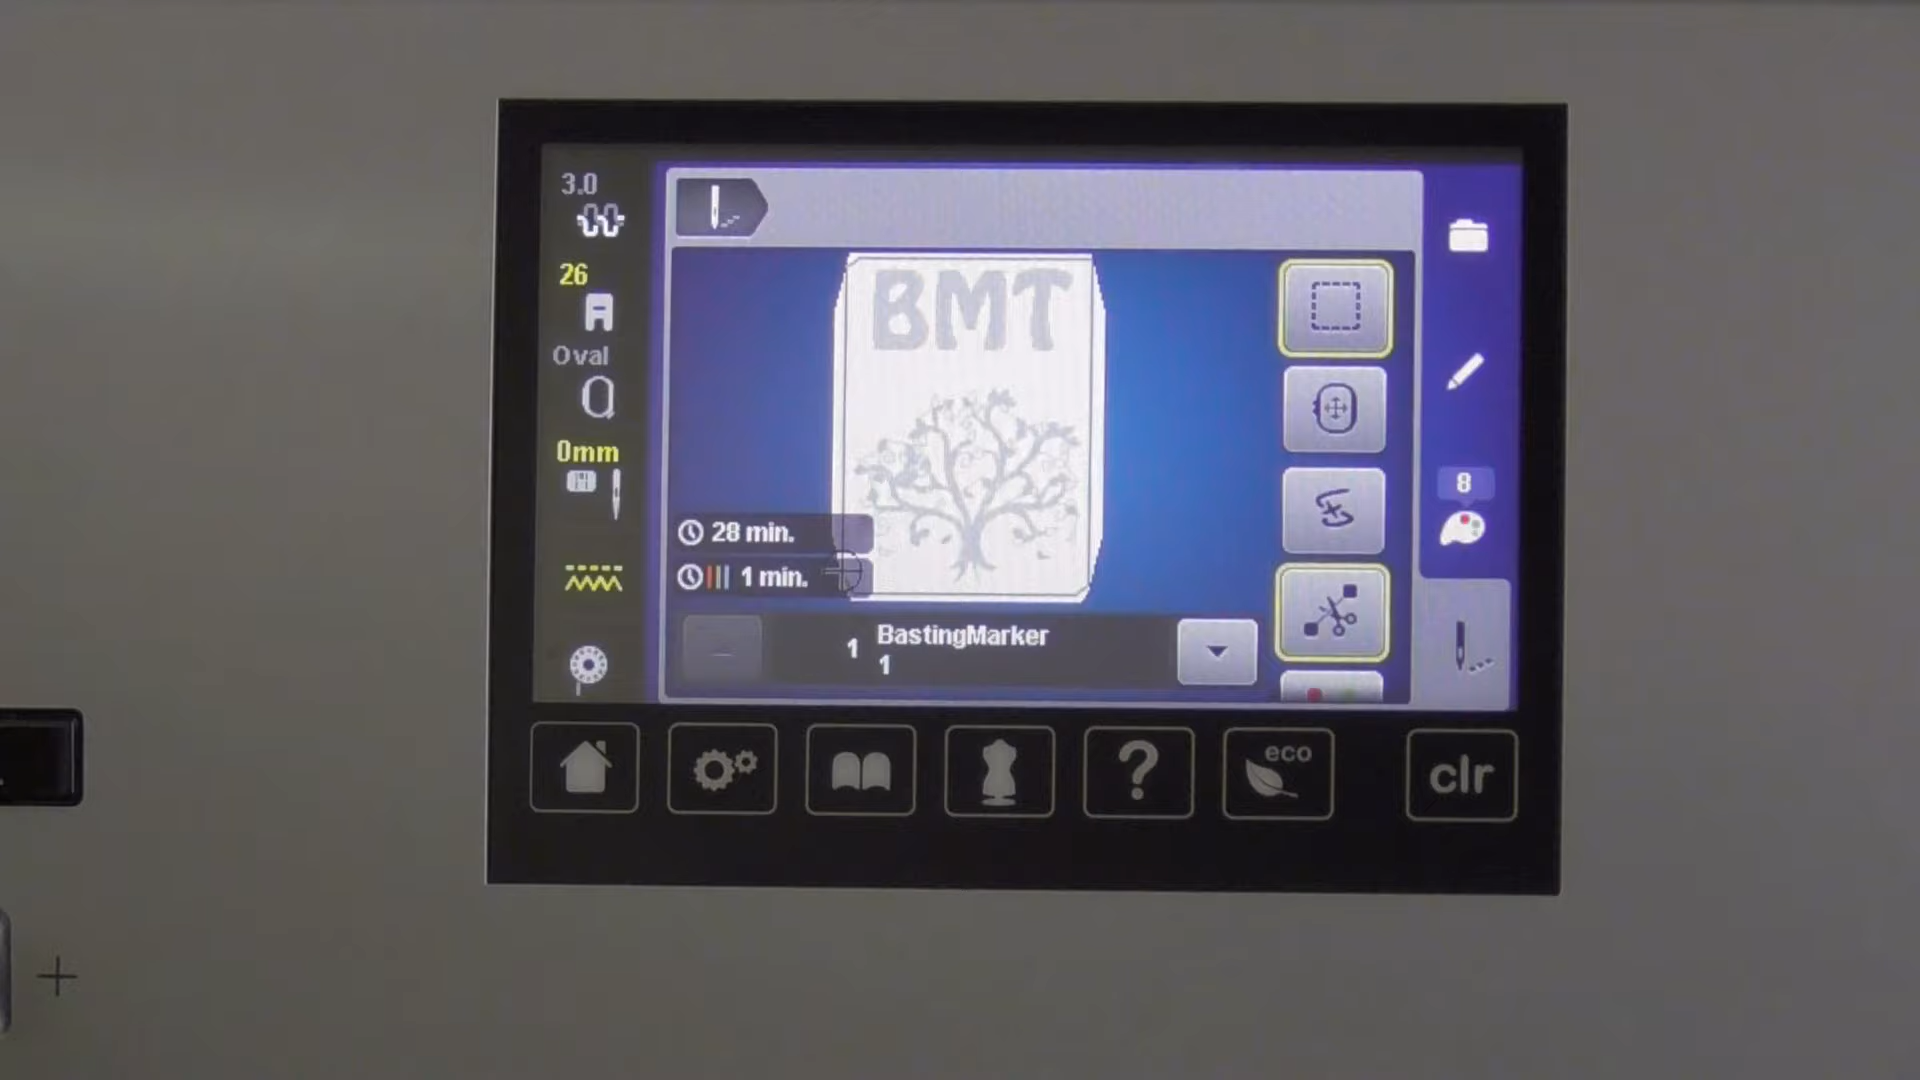 3.0
26
Oval
0mm
BMT
28 min.
1 min.
1 BastingMarker
1
8
?
eco
clr
+